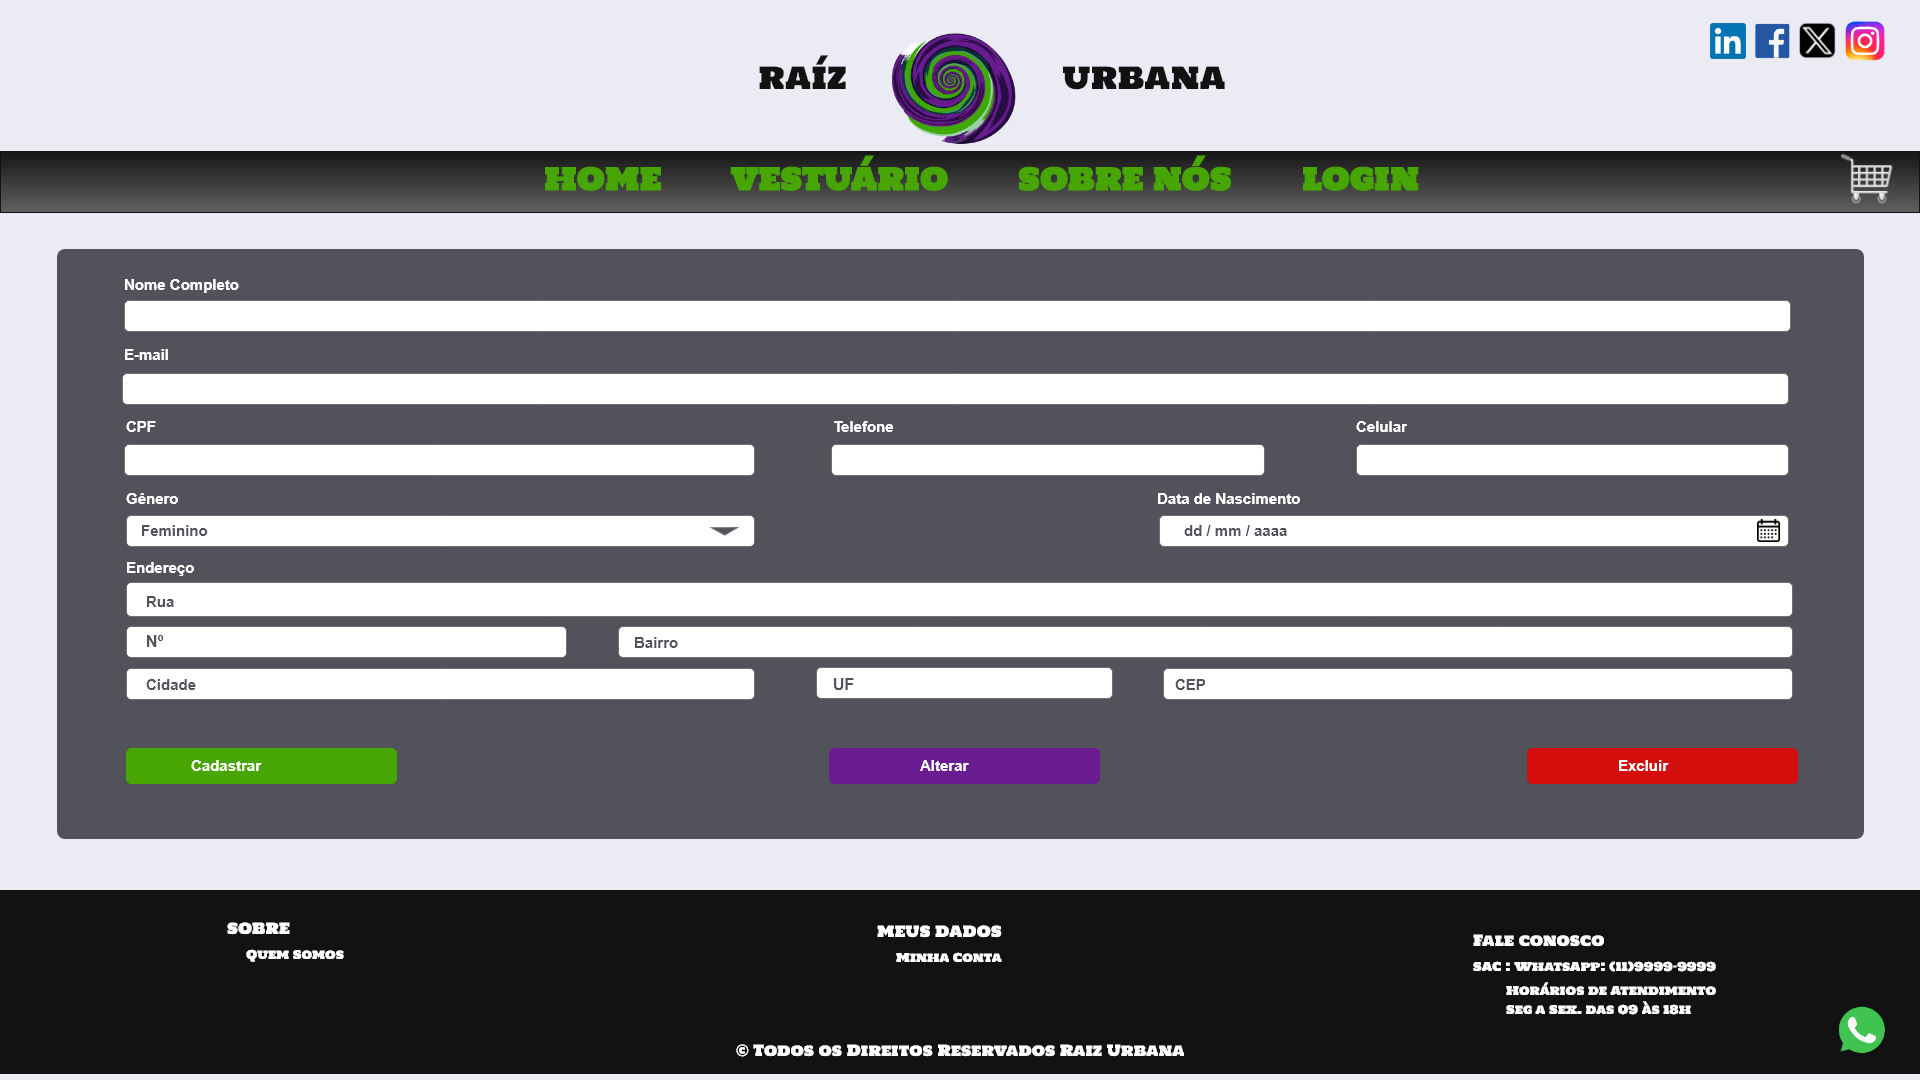 RAÍZ URBANA
HOME VESTUÁRIO SOBRE NÓS LOGIN
Nome Completo
E-mail
CPF Telefone Celular
Gênero Data de Nascimento
Feminino dd / mm / aaaa
Endereço
Rua
Nº Bairro
Cidade UF CEP
Cadastrar Alterar Excluir
SOBRE
Quem somos
MEUS DADOS
Minha Conta
Fale conosco
SAC : Whatsapp: (11)9999-9999
Horários de Atendimento
Seg a Sex. das 09 às 18h
© Todos os Direitos Reservados Raiz Urbana